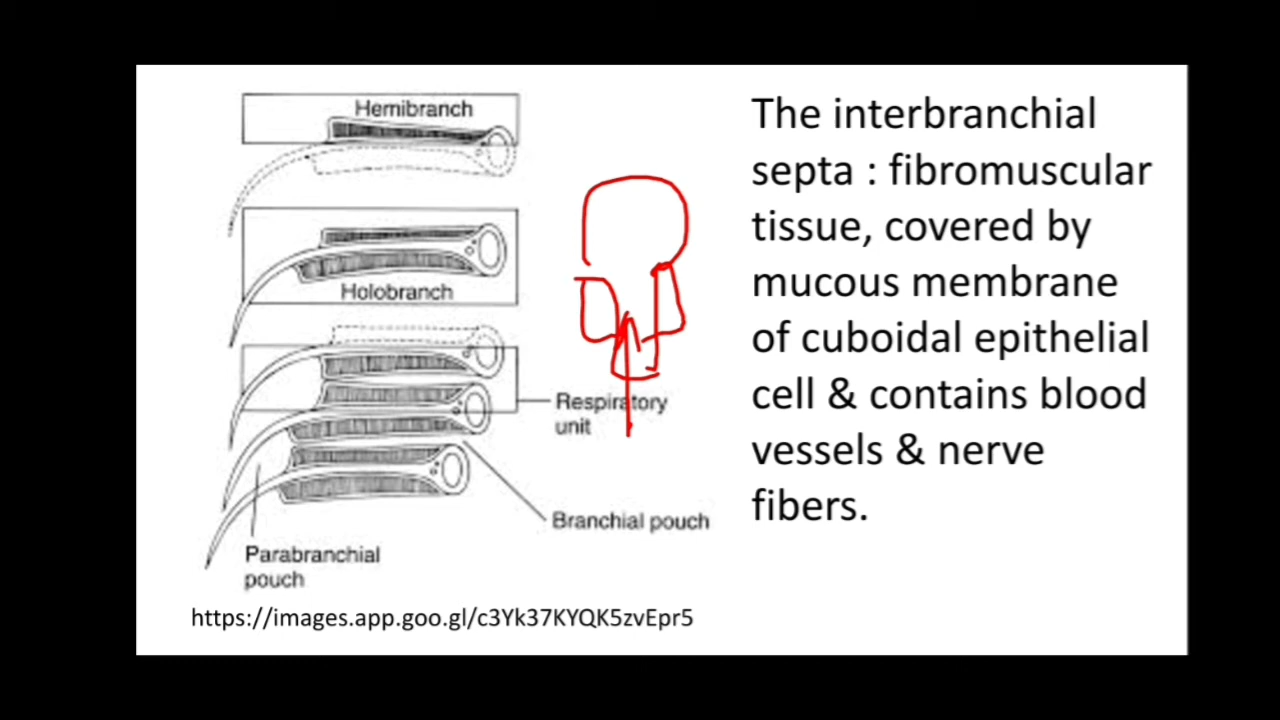 Hemibranch
Holobranch
Respiratory
unit
Branchial pouch
Parabranchial
pouch
https://images.app.goo.gl/c3Yk37KYQK5zvEpr5
The interbranchial
septa : fibromuscular
tissue, covered by
mucous membrane
of cuboidal epithelial
cell & contains blood
vessels & nerve
fibers.